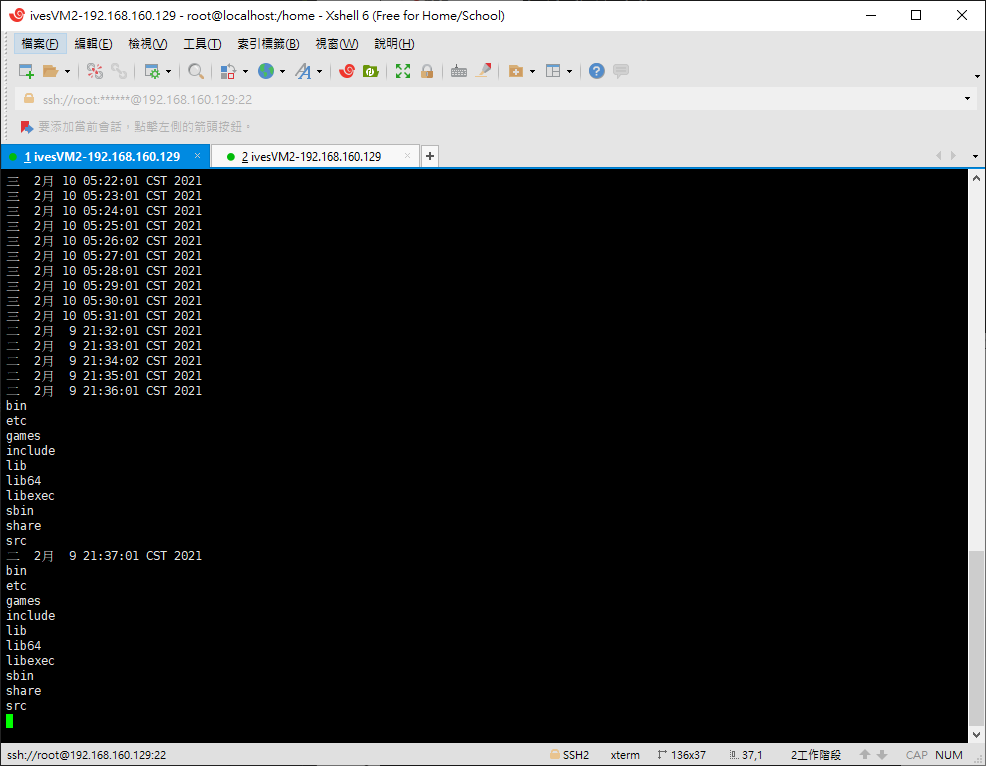 ivesVM2-192.168.160.129 - root@localhost:/home - Xshell 6 (Free for Home/School)
檔案(F) 編輯(E) 檢視(V) 工具(T) 索引標籤(B) 視窗(W) 說明(H)
ssh://root:******@192.168.160.129:22
要添加當前會話，點擊左側的箭頭按鈕。
1 ivesVM2-192.168.160.129 × 2 ivesVM2-192.168.160.129 × +
三 2月 10 05:22:01 CST 2021
三 2月 10 05:23:01 CST 2021
三 2月 10 05:24:01 CST 2021
三 2月 10 05:25:01 CST 2021
三 2月 10 05:26:02 CST 2021
三 2月 10 05:27:01 CST 2021
三 2月 10 05:28:01 CST 2021
三 2月 10 05:29:01 CST 2021
三 2月 10 05:30:01 CST 2021
三 2月 10 05:31:01 CST 2021
二 2月 9 21:32:01 CST 2021
二 2月 9 21:33:01 CST 2021
二 2月 9 21:34:02 CST 2021
二 2月 9 21:35:01 CST 2021
二 2月 9 21:36:01 CST 2021
bin
etc
games
include
lib
lib64
libexec
sbin
share
src
二 2月 9 21:37:01 CST 2021
bin
etc
games
include
lib
lib64
libexec
sbin
share
src
ssh://root@192.168.160.129:22 SSH2 xterm 136x37 37,1 2工作階段 CAP NUM